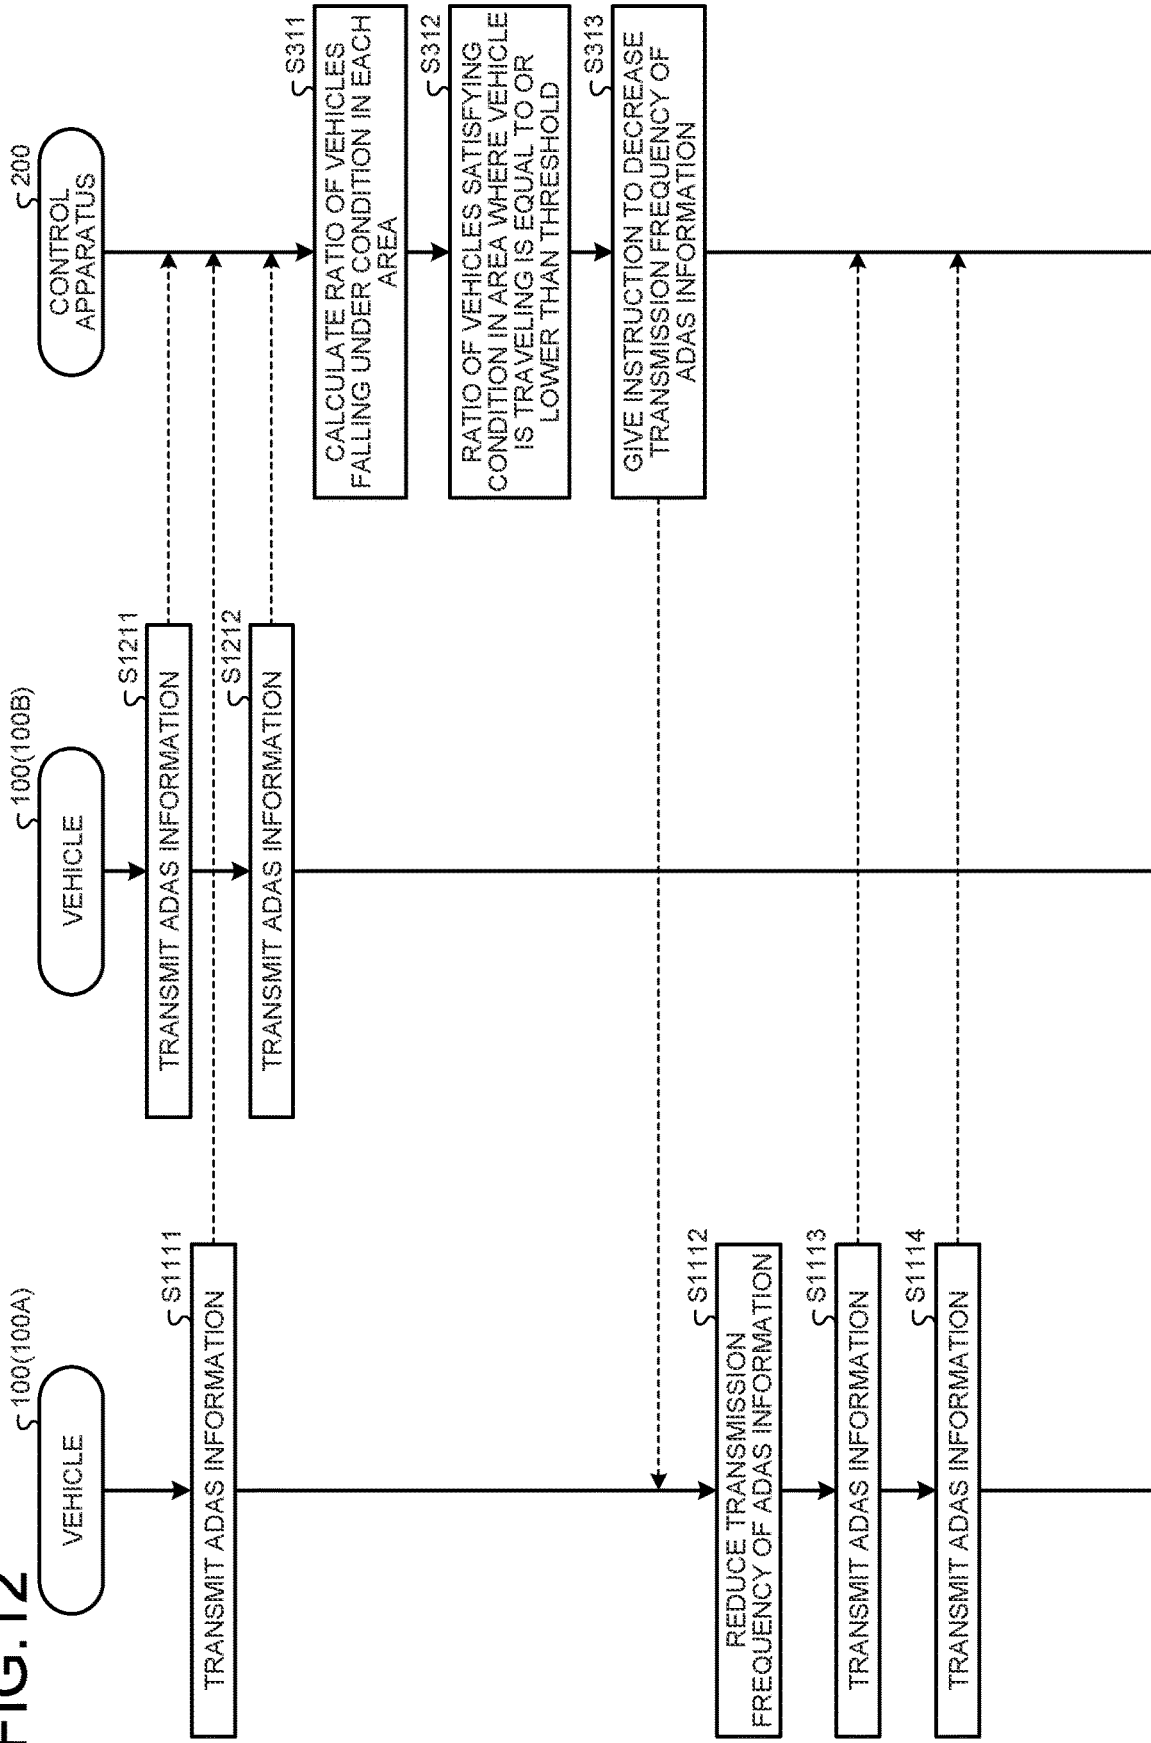 FIG.12
100(100A)
VEHICLE
S1111
TRANSMIT ADAS INFORMATION
S1112
REDUCE TRANSMISSION
FREQUENCY OF ADAS INFORMATION
S1113
TRANSMIT ADAS INFORMATION
S1114
TRANSMIT ADAS INFORMATION
100(100B)
VEHICLE
S1211
TRANSMIT ADAS INFORMATION
S1212
TRANSMIT ADAS INFORMATION
200
CONTROL
APPARATUS
S311
CALCULATE RATIO OF VEHICLES
FALLING UNDER CONDITION IN EACH
AREA
S312
RATIO OF VEHICLES SATISFYING
CONDITION IN AREA WHERE VEHICLE
IS TRAVELING IS EQUAL TO OR
LOWER THAN THRESHOLD
S313
GIVE INSTRUCTION TO DECREASE
TRANSMISSION FREQUENCY OF
ADAS INFORMATION